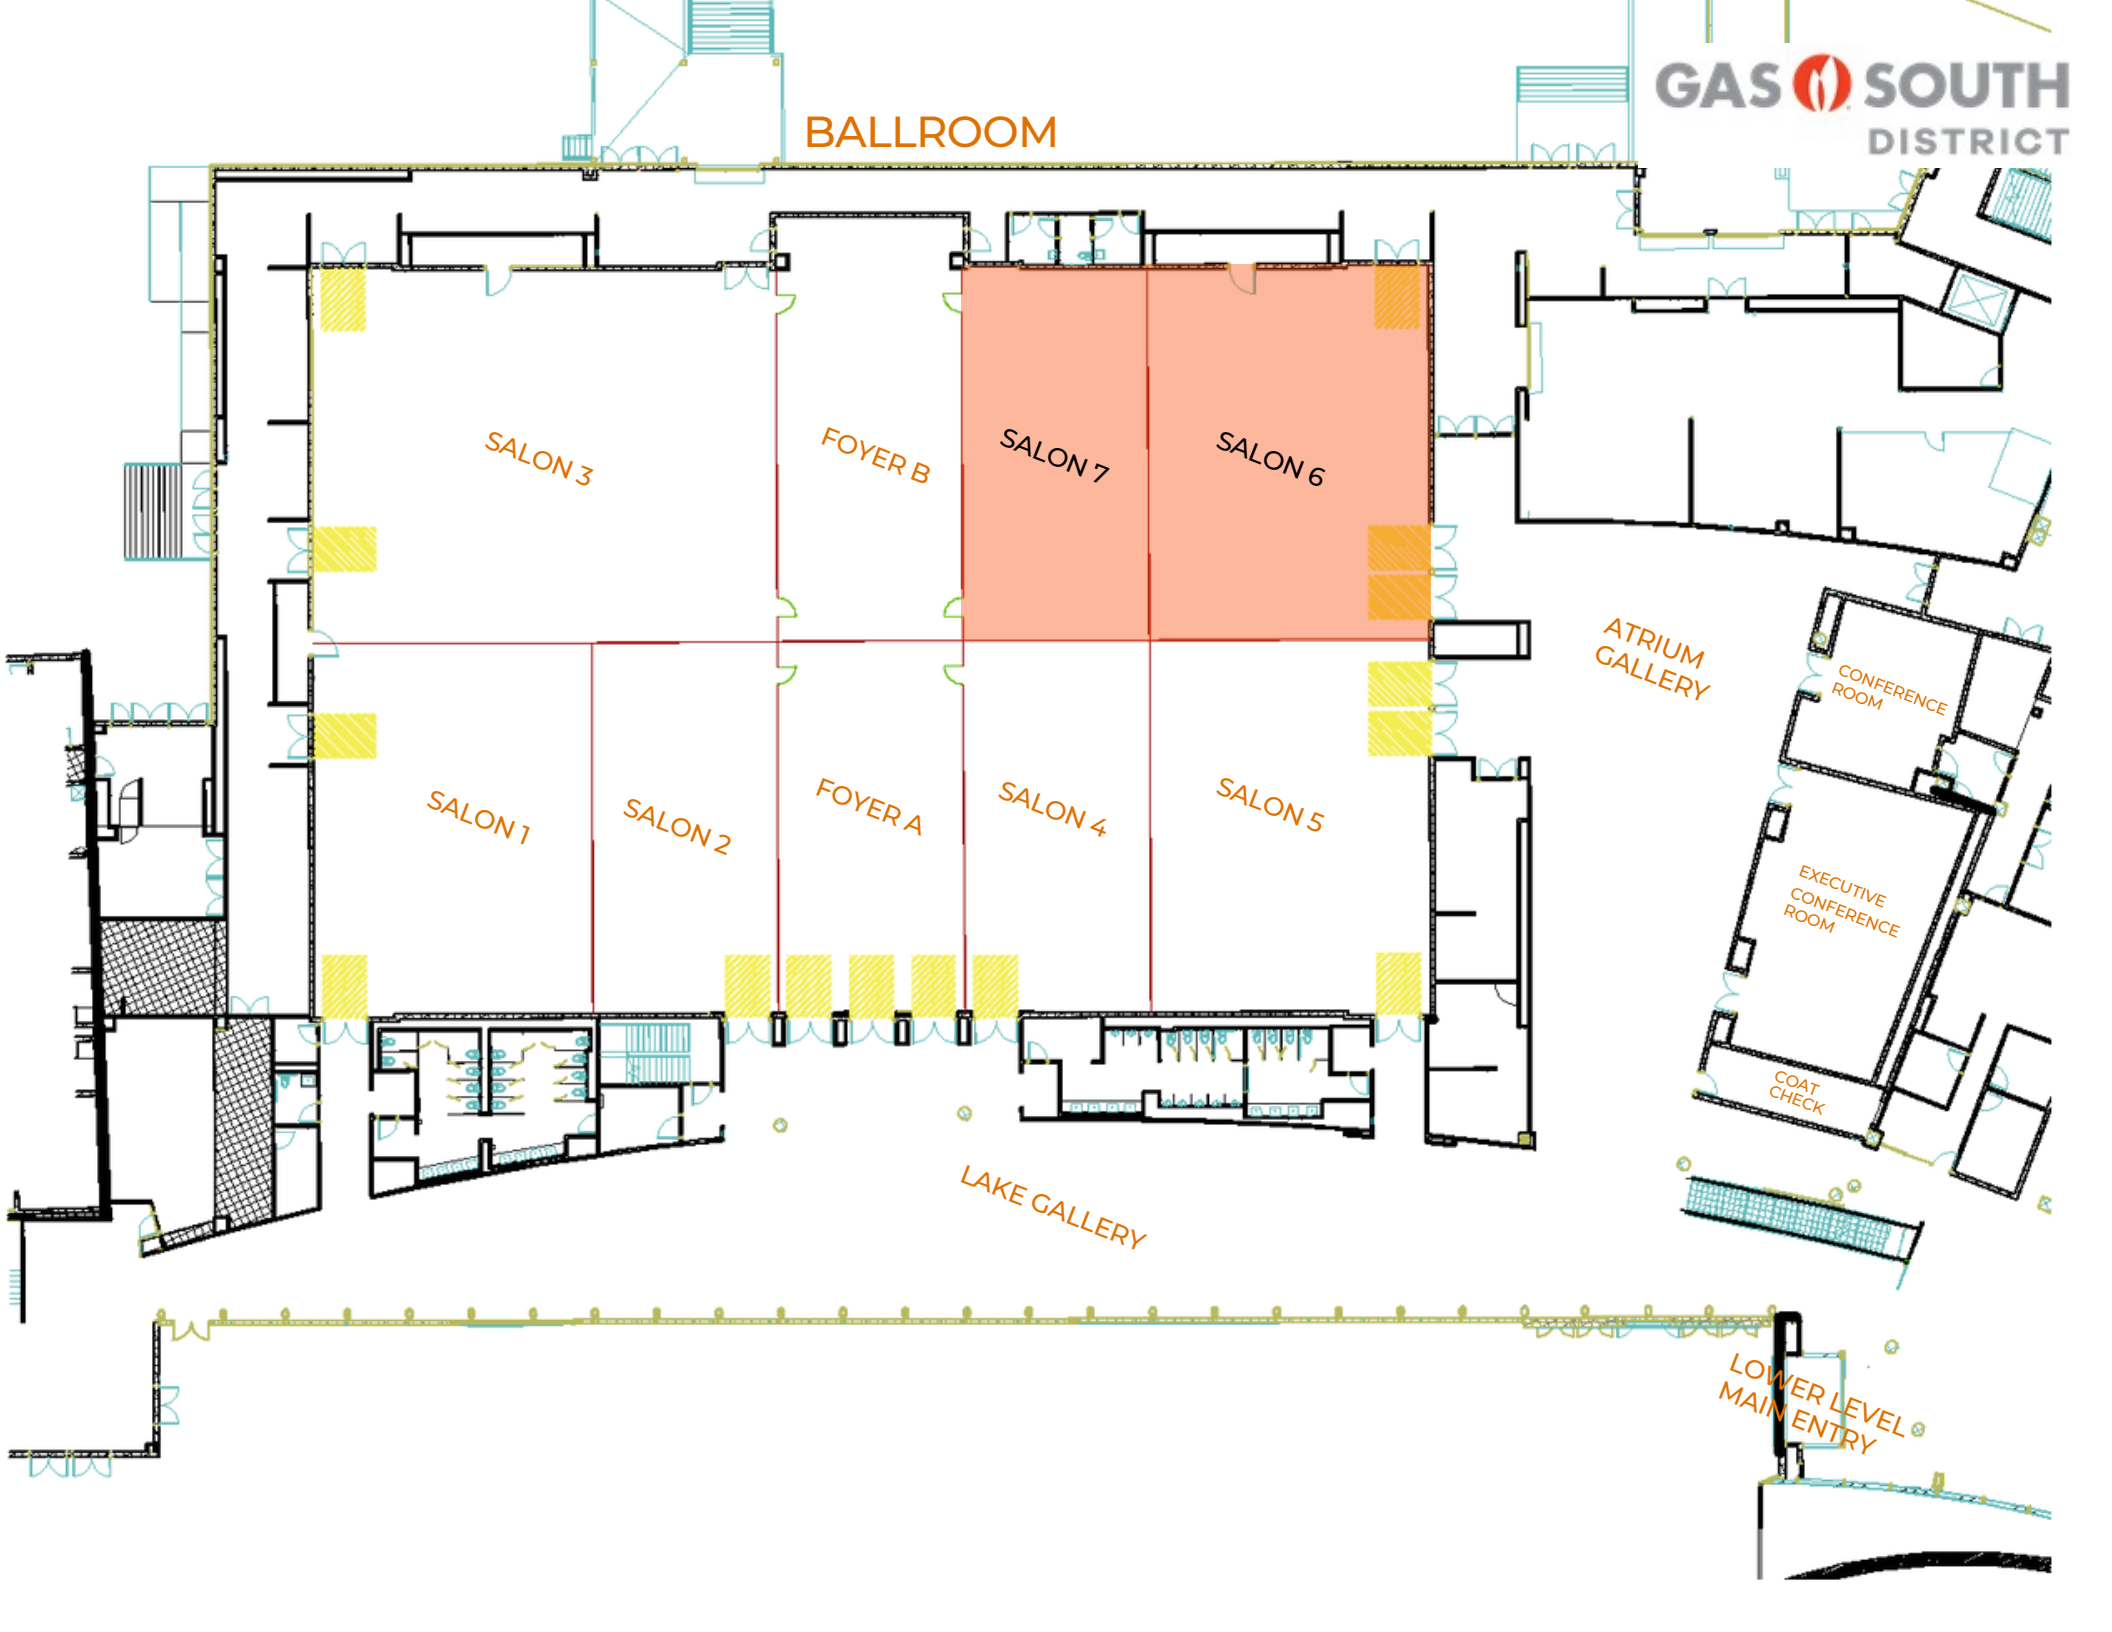 GAS SOUTH
DISTRICT
BALLROOM
SALON 3
FOYER B
SALON 7
SALON 6
ATRIUM
GALLERY
CONFERENCE
ROOM
SALON 1
SALON 2
FOYER A
SALON 4
SALON 5
EXECUTIVE
CONFERENCE
ROOM
COAT
CHECK
LAKE GALLERY
LOWER LEVEL
MAIN ENTRY